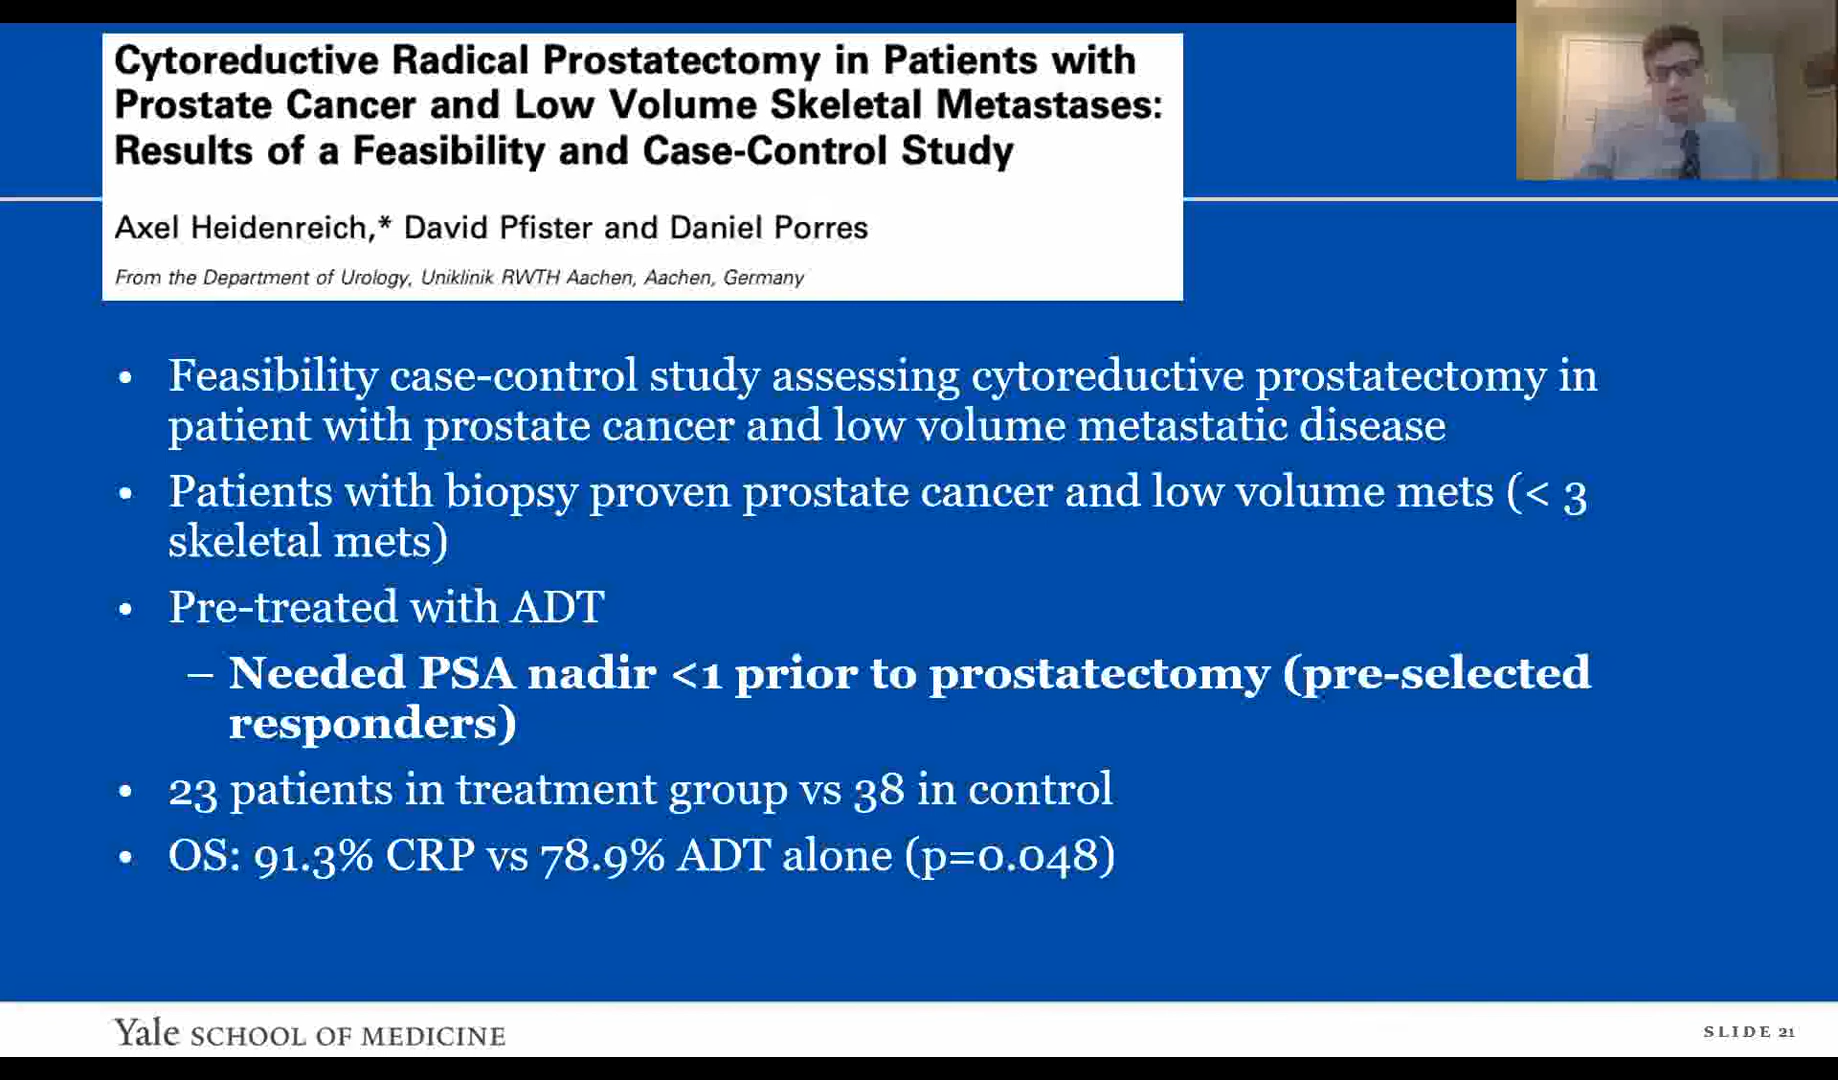 Cytoreductive Radical Prostatectomy in Patients with
Prostate Cancer and Low Volume Skeletal Metastases:
Results of a Feasibility and Case-Control Study
Axel Heidenreich,* David Pfister and Daniel Porres
From the Department of Urology, Uniklinik RWTH Aachen, Aachen, Germany
• Feasibility case-control study assessing cytoreductive prostatectomy in
patient with prostate cancer and low volume metastatic disease
• Patients with biopsy proven prostate cancer and low volume mets (< 3
skeletal mets)
• Pre-treated with ADT
– Needed PSA nadir <1 prior to prostatectomy (pre-selected
responders)
• 23 patients in treatment group vs 38 in control
• OS: 91.3% CRP vs 78.9% ADT alone (p=0.048)
Yale SCHOOL OF MEDICINE
SLIDE 21